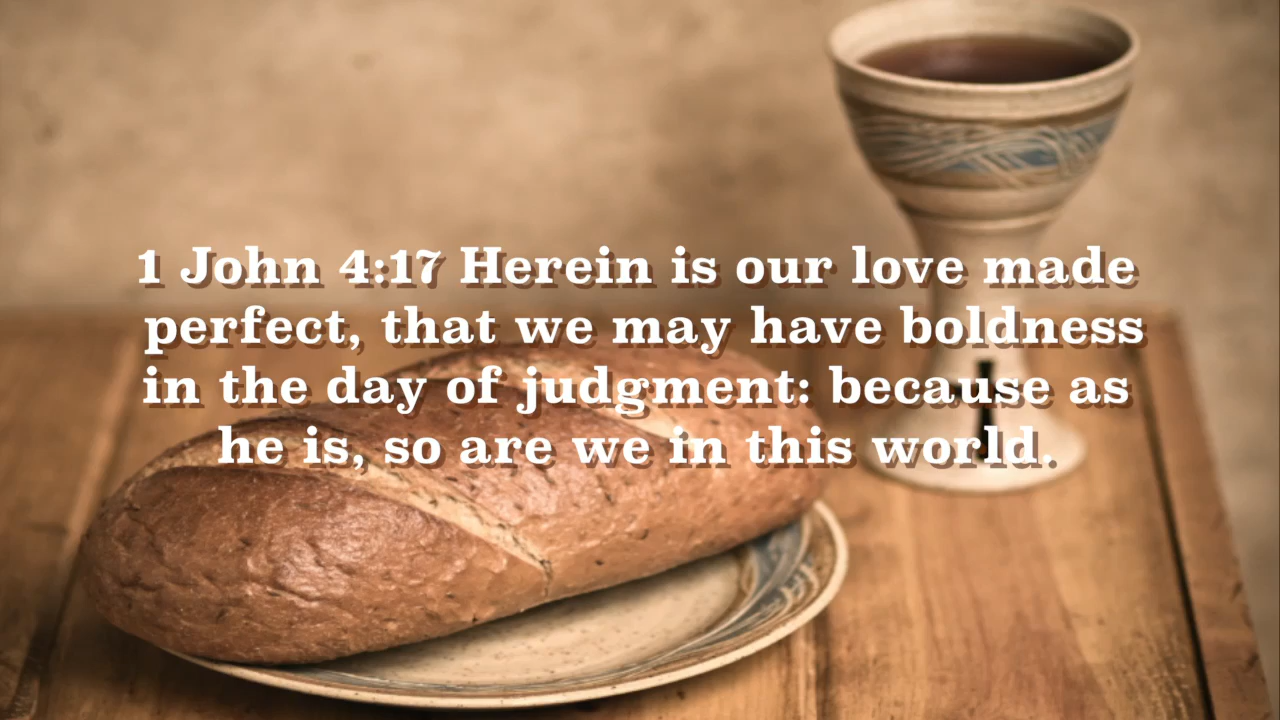 1 John 4:17 Herein is our love made
perfect, that we may have boldness
in the day of judgment: because as
he is, so are we in this world.